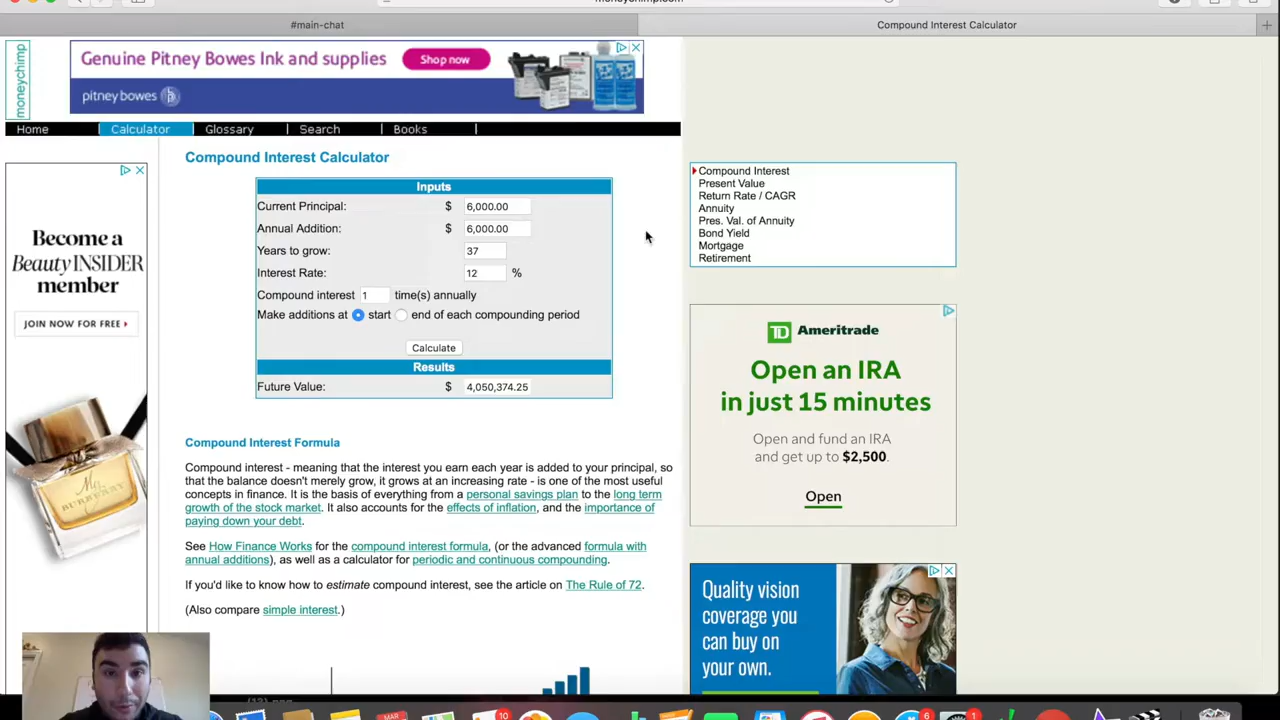 moneychimp.com
#main-chat
Compound Interest Calculator
moneychimp
Genuine Pitney Bowes Ink and supplies
Shop now
pitney bowes
Home
Calculator
Glossary
Search
Books
Become a
Beauty INSIDER
member
JOIN NOW FOR FREE
Compound Interest Calculator
Inputs
Current Principal: $ 6,000.00
Annual Addition: $ 6,000.00
Years to grow: 37
Interest Rate: 12 %
Compound interest 1 time(s) annually
Make additions at start end of each compounding period
Calculate
Results
Future Value: $ 4,050,374.25
Compound Interest Formula
Compound interest - meaning that the interest you earn each year is added to your principal, so
that the balance doesn't merely grow, it grows at an increasing rate - is one of the most useful
concepts in finance. It is the basis of everything from a personal savings plan to the long term
growth of the stock market. It also accounts for the effects of inflation, and the importance of
paying down your debt.
See How Finance Works for the compound interest formula, (or the advanced formula with
annual additions), as well as a calculator for periodic and continuous compounding.
If you'd like to know how to estimate compound interest, see the article on The Rule of 72.
(Also compare simple interest.)
Compound Interest
Present Value
Return Rate / CAGR
Annuity
Pres. Val. of Annuity
Bond Yield
Mortgage
Retirement
TD Ameritrade
Open an IRA
in just 15 minutes
Open and fund an IRA
and get up to $2,500.
Open
Quality vision
coverage you
can buy on
your own.
My
BURBERRY
MAR
10
6
1